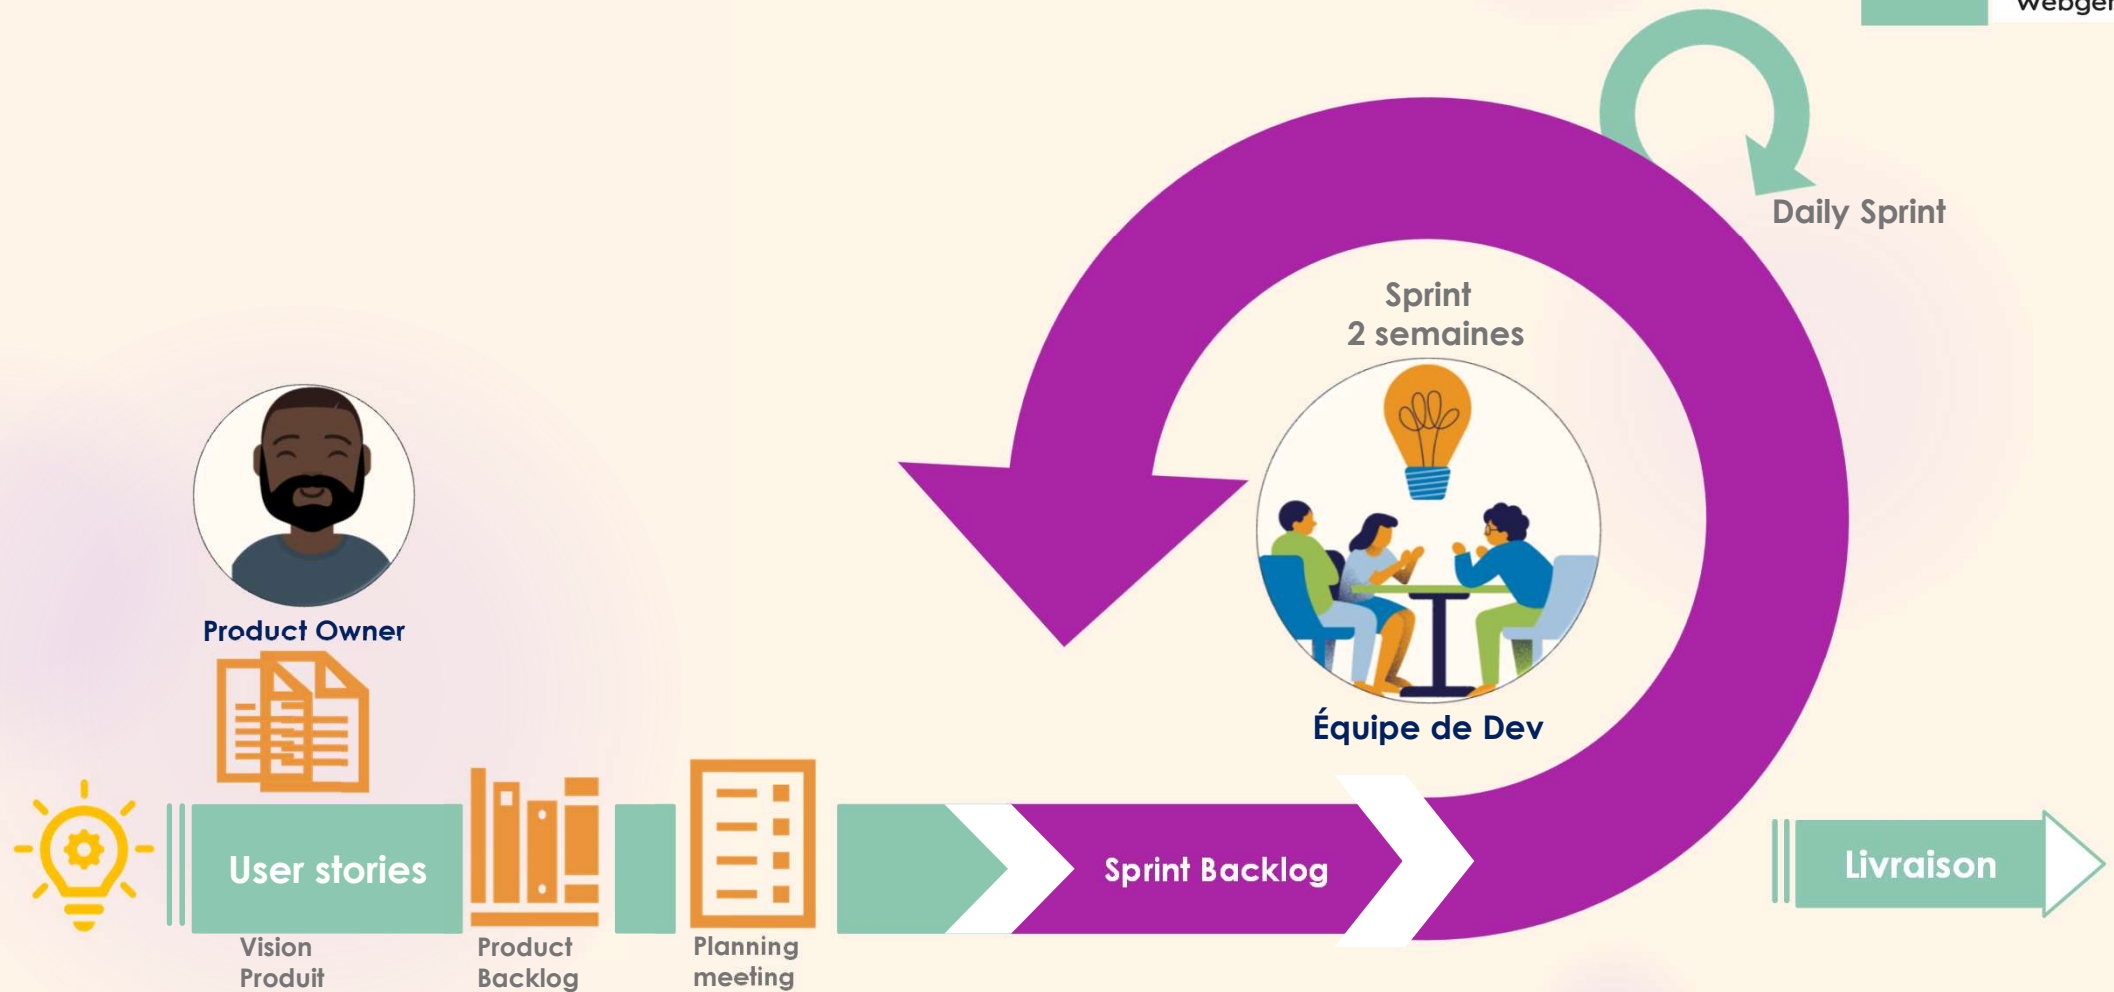 Daily Sprint
Sprint
2 semaines
Product Owner
Équipe de Dev
User stories
Sprint Backlog
Livraison
Vision
Produit
Product
Backlog
Planning
meeting